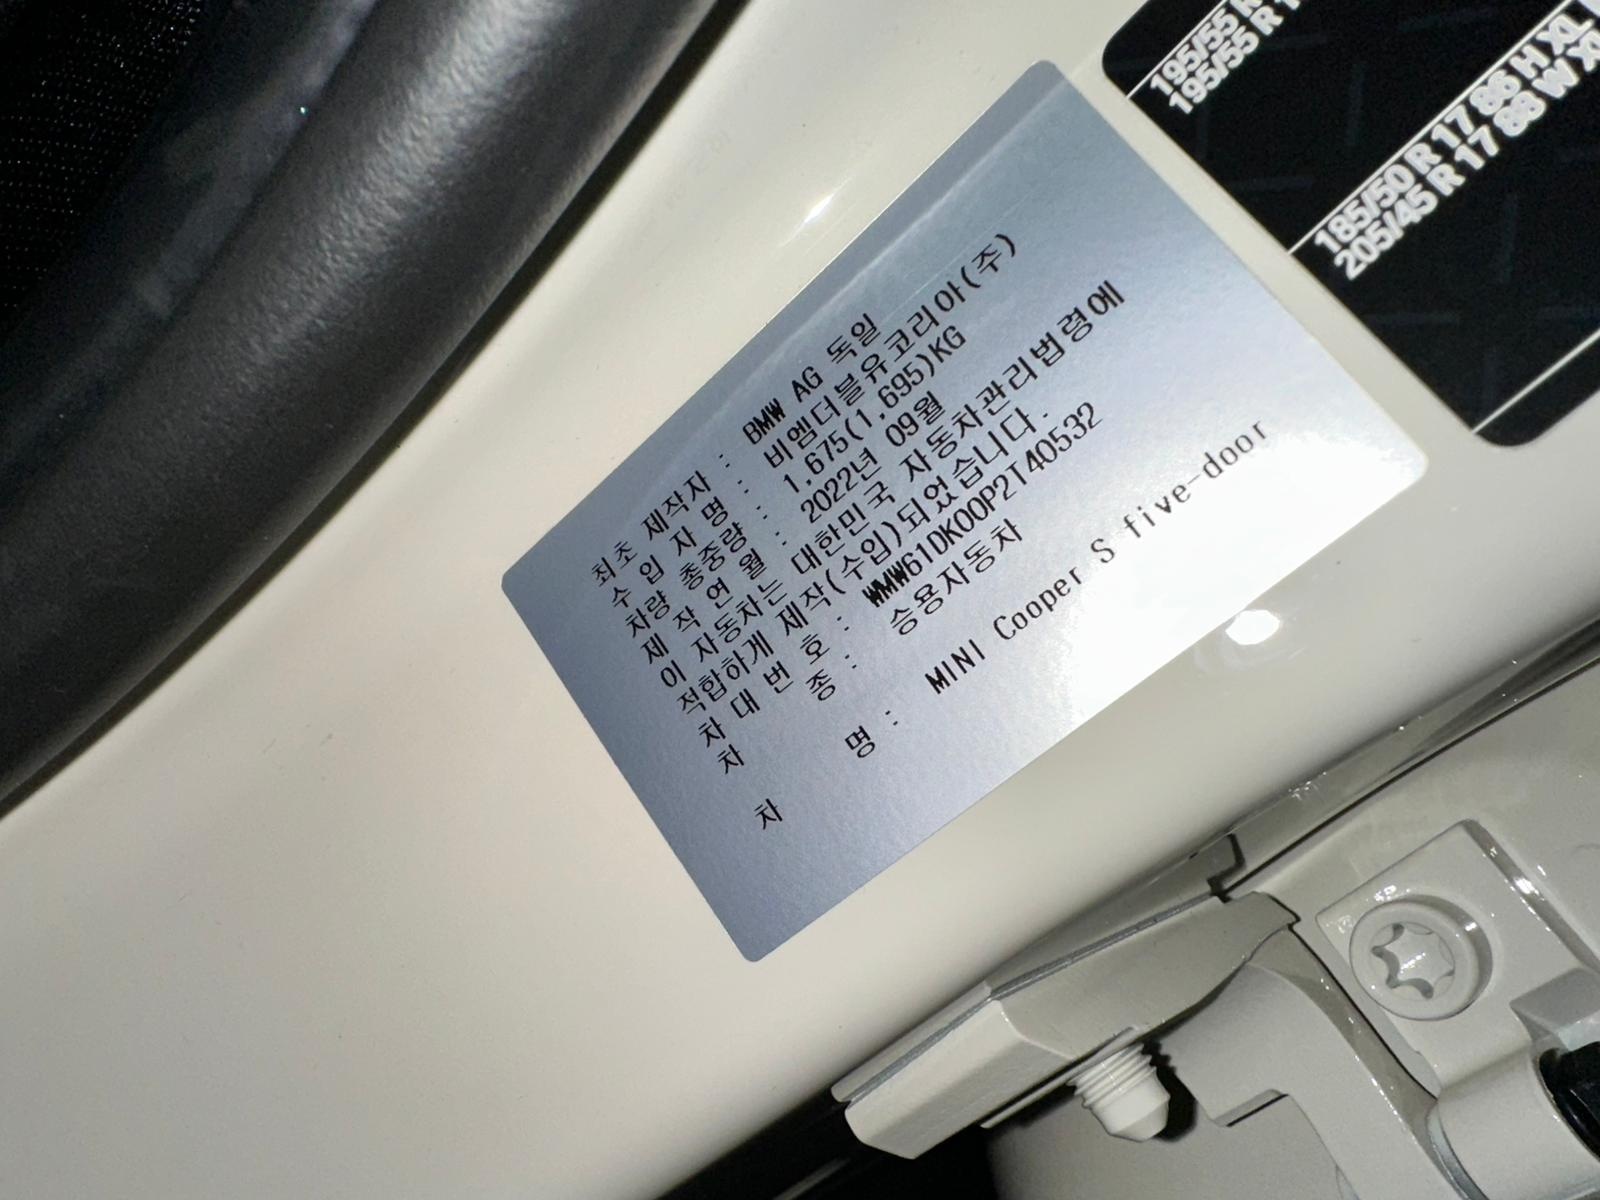 최초 제작자 : BMW AG 독일
수 입 자 명 : 비엠더블유코리아(주)
차량 총중량 : 1,675(1,695)KG
제 작 연 월 : 2022년 09월
이 자동차는 대한민국 자동차관리법령에
적합하게 제작(수입)되었습니다.
차 대 번 호 : WMW61DK00P2T40532
차 종 : 승용자동차
차 명 : MINI Cooper S five-door
195/55 R
195/55 R 1
185/50 R 17 86 H XL
205/45 R 17 88 W XL